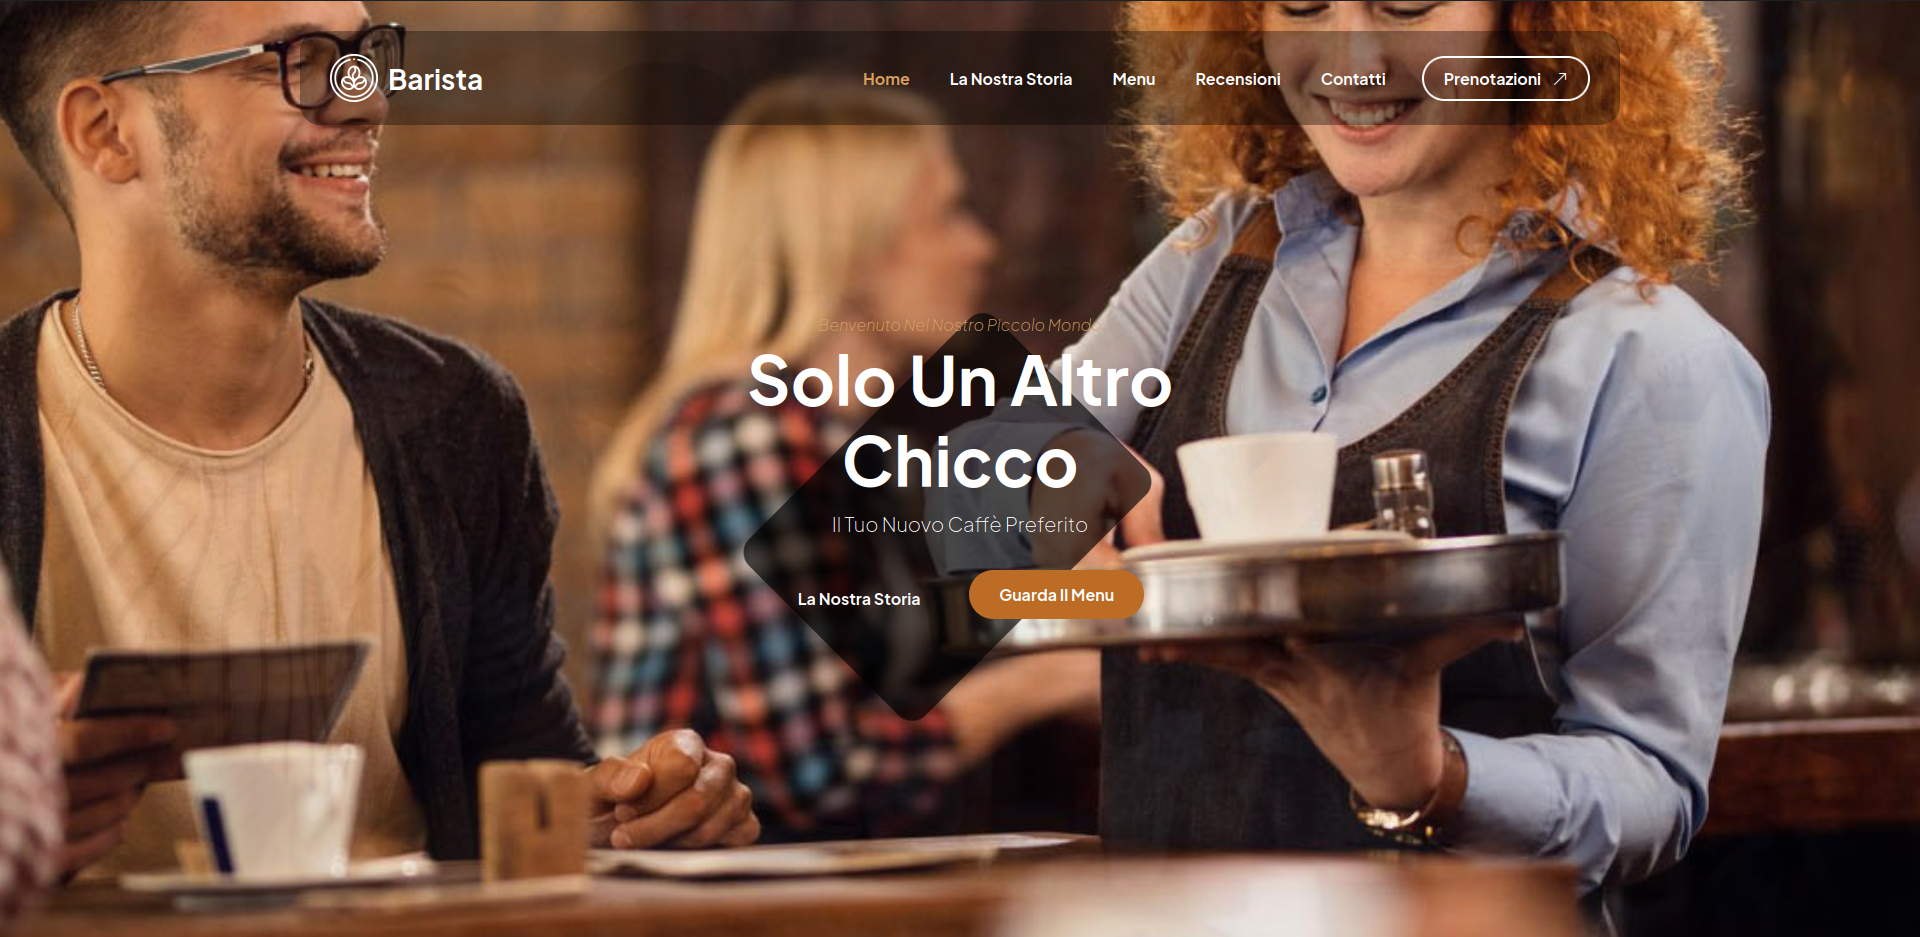 Barista
Home
La Nostra Storia
Menu
Recensioni
Contatti
Prenotazioni
Benvenuto Nel Nostro Piccolo Mondo
Solo Un Altro
Chicco
Il Tuo Nuovo Caffè Preferito
La Nostra Storia
Guarda Il Menu